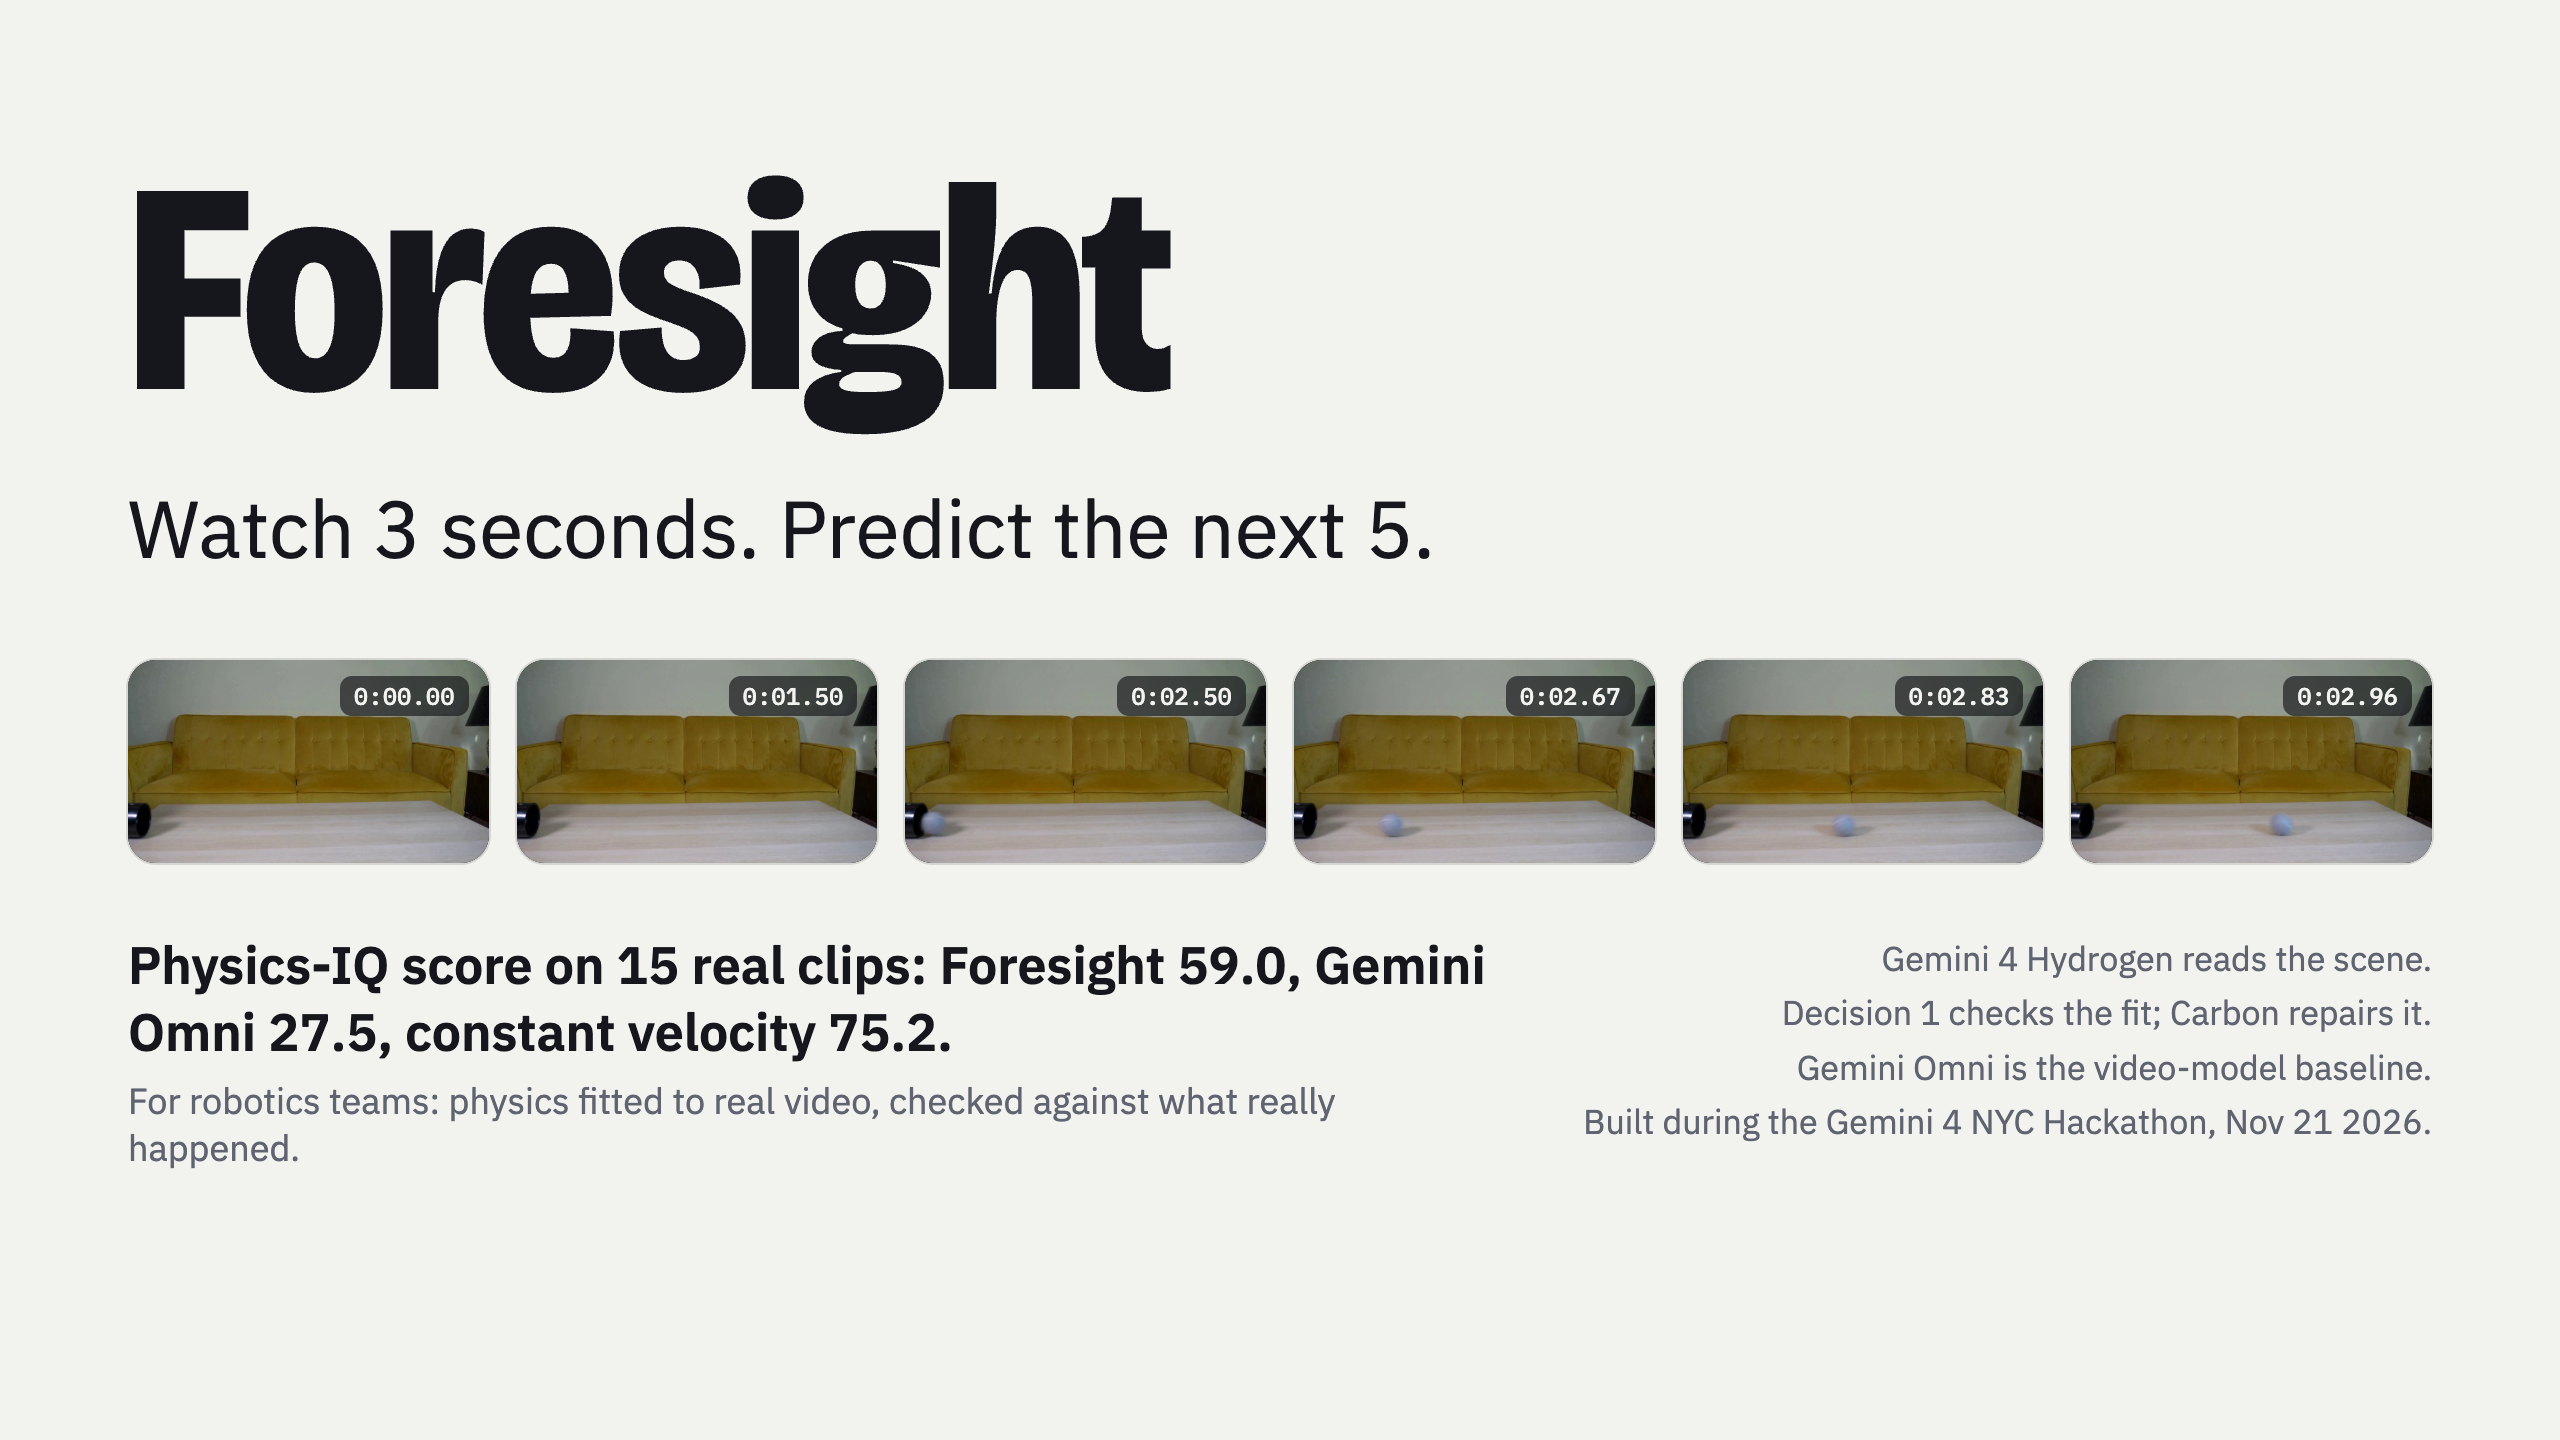 Foresight
Watch 3 seconds. Predict the next 5.
0:00.00
0:01.50
0:02.50
0:02.67
0:02.83
0:02.96
Physics-IQ score on 15 real clips: Foresight 59.0, Gemini
Omni 27.5, constant velocity 75.2.
For robotics teams: physics fitted to real video, checked against what really
happened.
Gemini 4 Hydrogen reads the scene.
Decision 1 checks the fit; Carbon repairs it.
Gemini Omni is the video-model baseline.
Built during the Gemini 4 NYC Hackathon, Nov 21 2026.